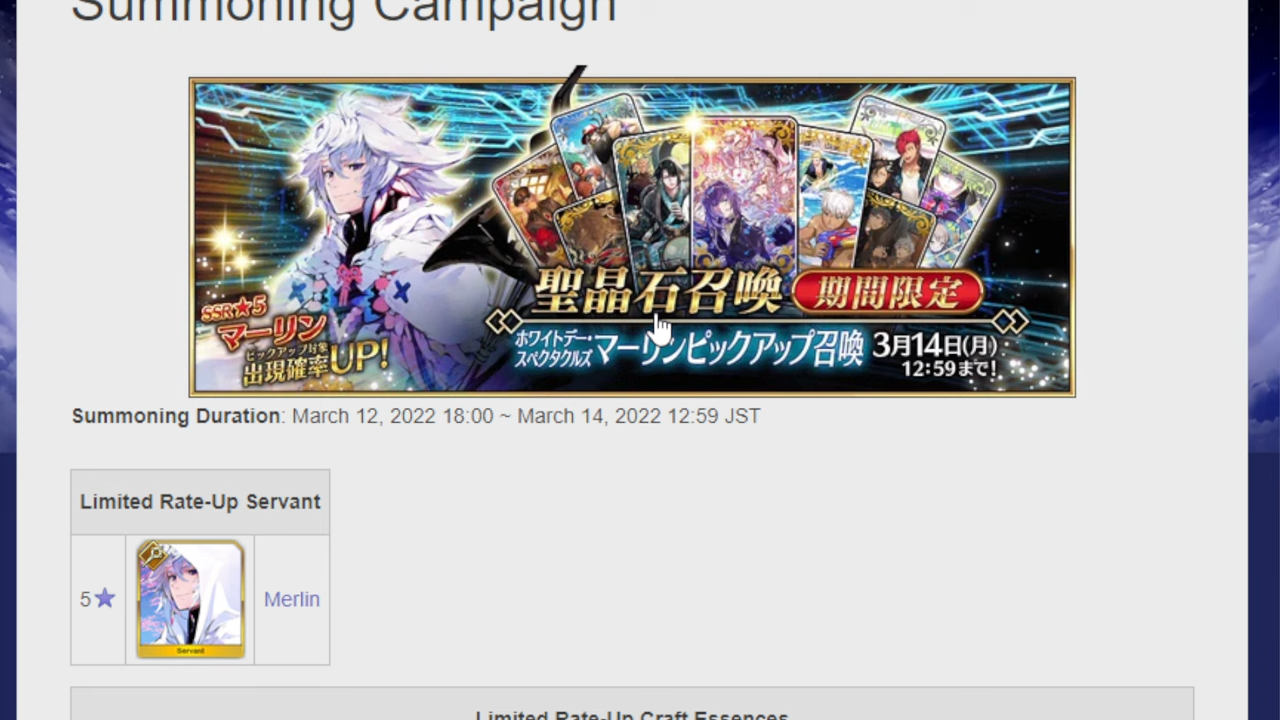 Summoning Campaign
聖晶石召喚
期間限定
SSR★5
マーリン
ピックアップ対象
出現確率UP!
ホワイトデー・
スペクタクルズ
マーリンピックアップ召喚
3月14日(月)
12:59まで!
Summoning Duration: March 12, 2022 18:00 ~ March 14, 2022 12:59 JST
Limited Rate-Up Servant
5★
Servant
Merlin
Limited Rate-Up Craft Essences